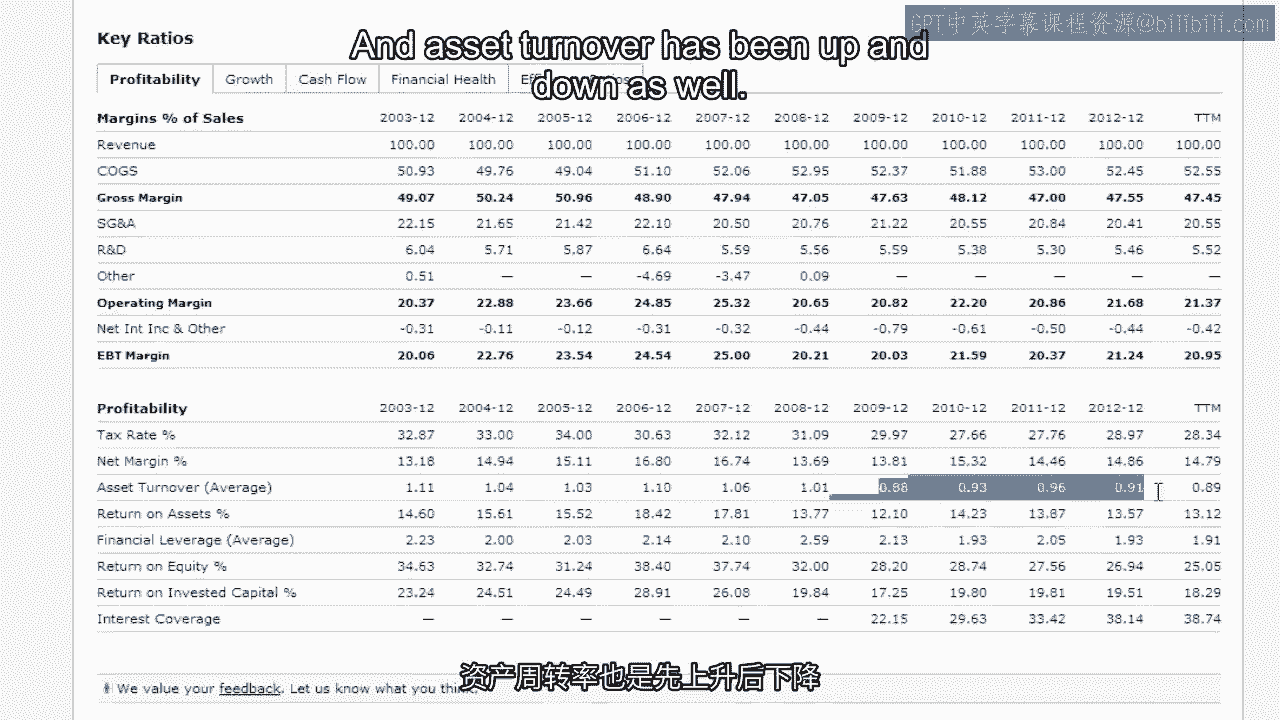 GPT中英字幕课程资源@bilibili.com
And asset turnover has been up and
down as well.
Key Ratios
Profitability Growth Cash Flow Financial Health
Margins % of Sales 2003-12 2004-12 2005-12 2006-12 2007-12 2008-12 2009-12 2010-12 2011-12 2012-12 TTM
Revenue 100.00 100.00 100.00 100.00 100.00 100.00 100.00 100.00 100.00 100.00 100.00
COGS 50.93 49.76 49.04 51.10 52.06 52.95 52.37 51.88 53.00 52.45 52.55
Gross Margin 49.07 50.24 50.96 48.90 47.94 47.05 47.63 48.12 47.00 47.55 47.45
SG&A 22.15 21.65 21.42 22.10 20.50 20.76 21.22 20.55 20.84 20.41 20.55
R&D 6.04 5.71 5.87 6.64 5.59 5.56 5.59 5.38 5.30 5.46 5.52
Other 0.51 — — -4.69 -3.47 0.09 — — — — —
Operating Margin 20.37 22.88 23.66 24.85 25.32 20.65 20.82 22.20 20.86 21.68 21.37
Net Int Inc & Other -0.31 -0.11 -0.12 -0.31 -0.32 -0.44 -0.79 -0.61 -0.50 -0.44 -0.42
EBT Margin 20.06 22.76 23.54 24.54 25.00 20.21 20.03 21.59 20.37 21.24 20.95
Profitability 2003-12 2004-12 2005-12 2006-12 2007-12 2008-12 2009-12 2010-12 2011-12 2012-12 TTM
Tax Rate % 32.87 33.00 34.00 30.63 32.12 31.09 29.97 27.66 27.76 28.97 28.34
Net Margin % 13.18 14.94 15.11 16.80 16.74 13.69 13.81 15.32 14.46 14.86 14.79
Asset Turnover (Average) 1.11 1.04 1.03 1.10 1.06 1.01 0.88 0.93 0.96 0.91 0.89
Return on Assets % 14.60 15.61 15.52 18.42 17.81 13.77 12.10 14.23 13.87 13.57 13.12
Financial Leverage (Average) 2.23 2.00 2.03 2.14 2.10 2.59 2.13 1.93 2.05 1.93 1.91
Return on Equity % 34.63 32.74 31.24 38.40 37.74 32.00 28.20 28.74 27.56 26.94 25.05
Return on Invested Capital % 23.24 24.51 24.49 28.91 26.08 19.84 17.25 19.80 19.81 19.51 18.29
Interest Coverage — — — — — — 22.15 29.63 33.42 38.14 38.74
We value your feedback. Let us know what you think.
资产周转率也是先上升后下降